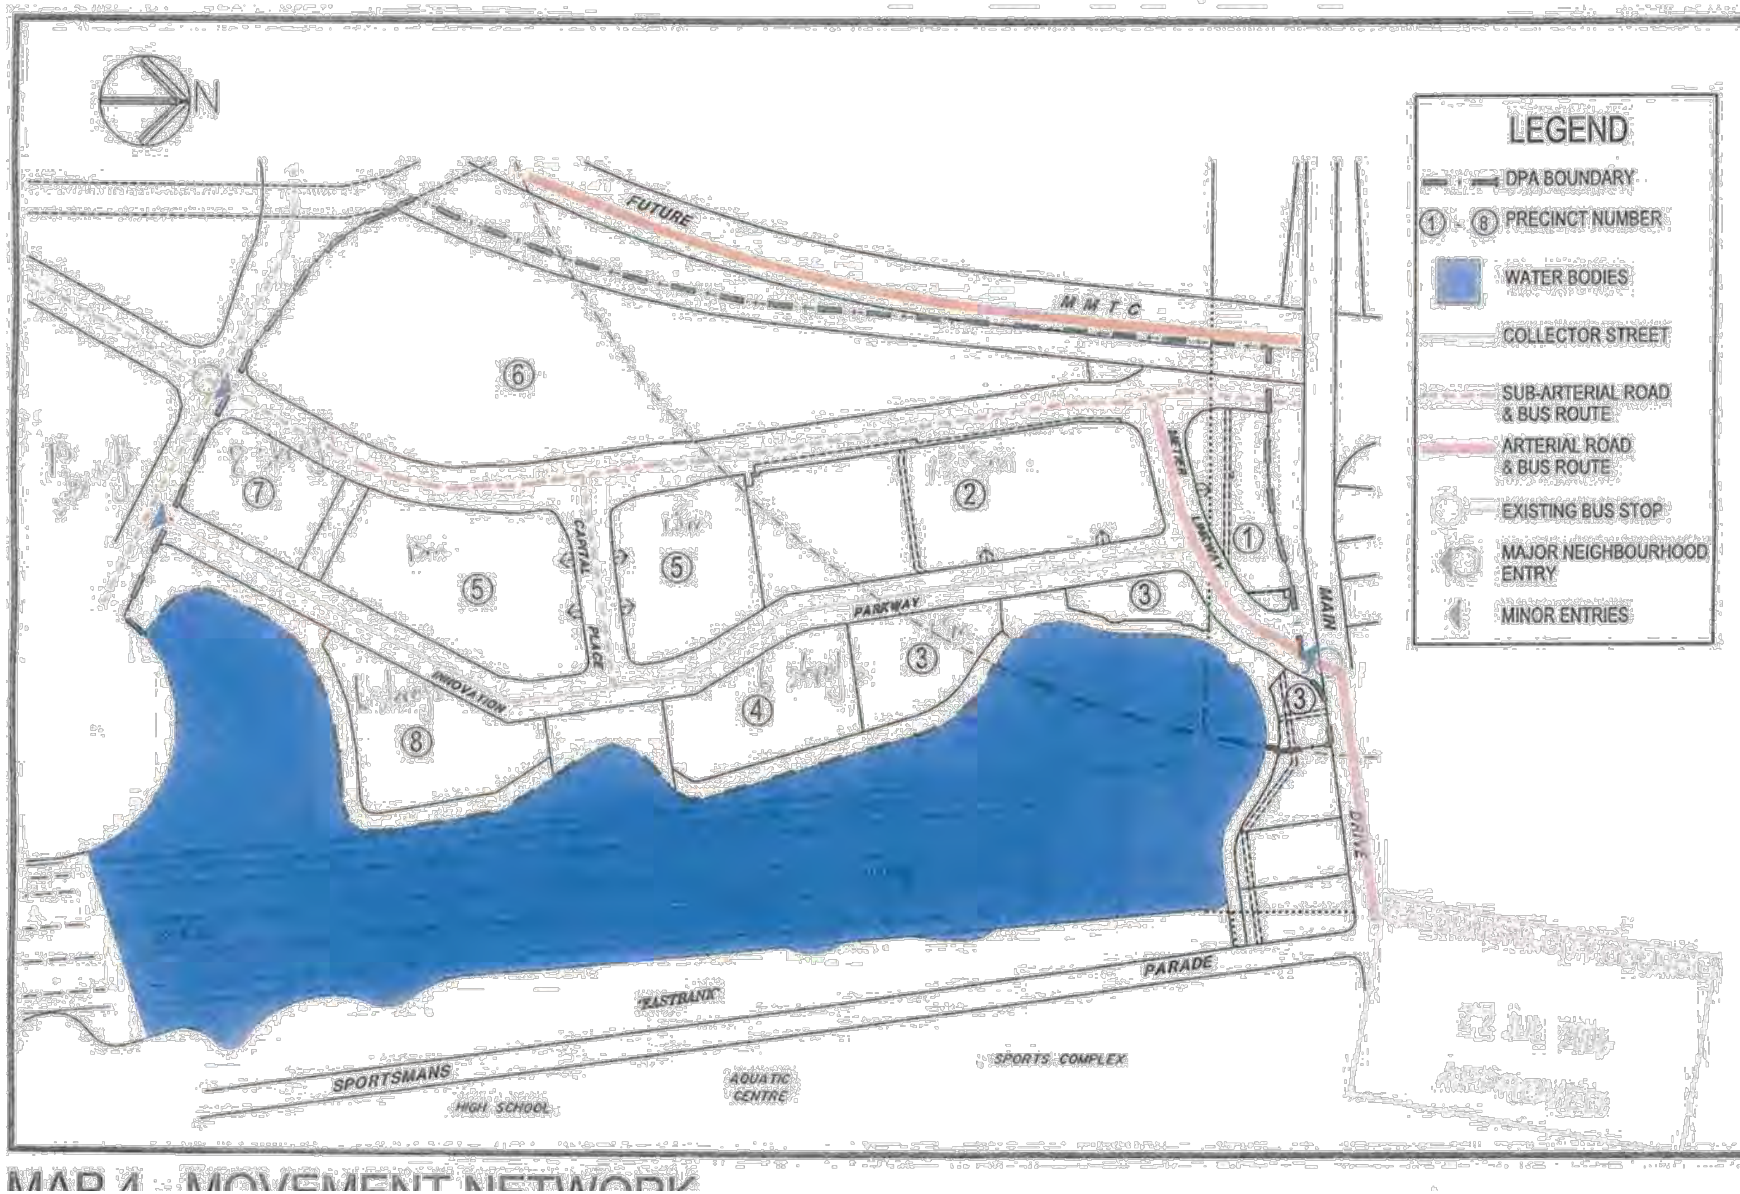 N
LEGEND
DPA BOUNDARY
① - ⑧ PRECINCT NUMBER
WATER BODIES
COLLECTOR STREET
SUB-ARTERIAL ROAD
& BUS ROUTE
ARTERIAL ROAD
& BUS ROUTE
EXISTING BUS STOP
MAJOR NEIGHBOURHOOD
ENTRY
MINOR ENTRIES
FUTURE
MMTC
⑥
⑦
②
①
⑤
⑤
CAPITAL
PLACE
LINKWAY
MAIN
DRIVE
PARKWAY
③
③
③
④
⑧
INNOVATION
'EASTBANK'
PARADE
SPORTSMANS
SPORTS COMPLEX
AQUATIC
CENTRE
HIGH SCHOOL
MAP 4 MOVEMENT NETWORK